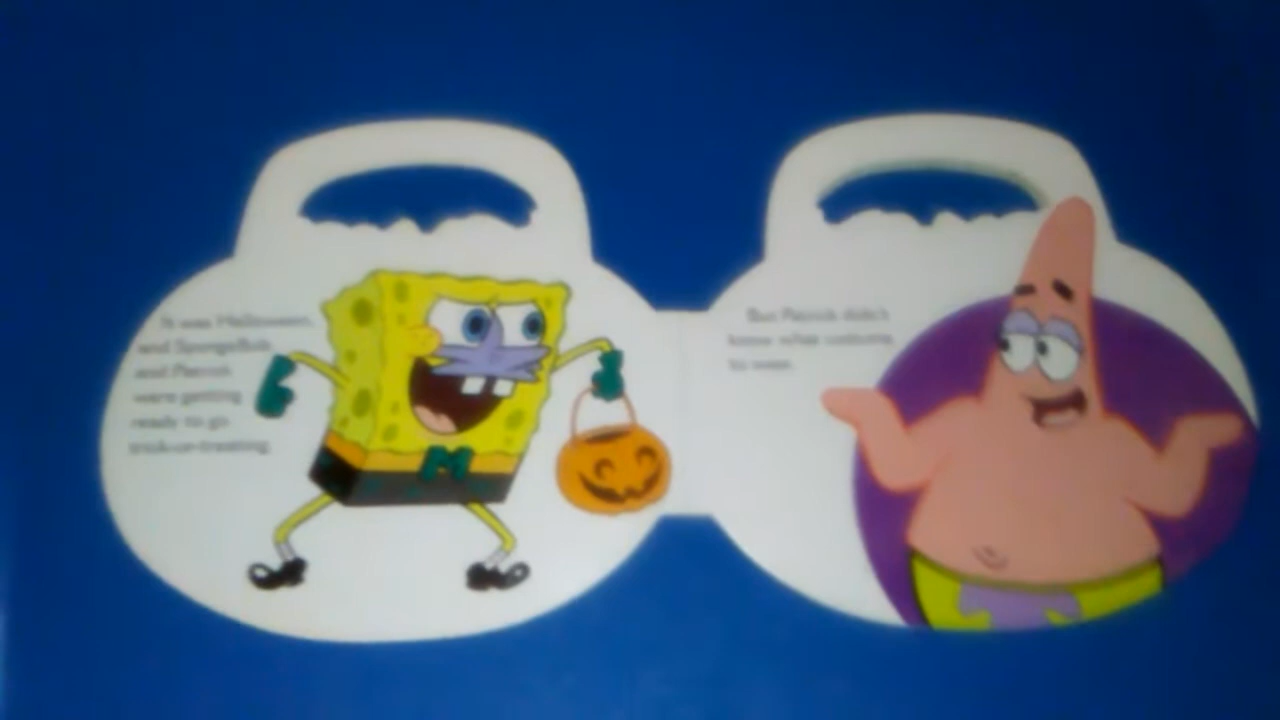 It was Halloween,
and SpongeBob
and Patrick
were getting
ready to go
trick-or-treating.
But Patrick didn't
know what costume
to wear.
M